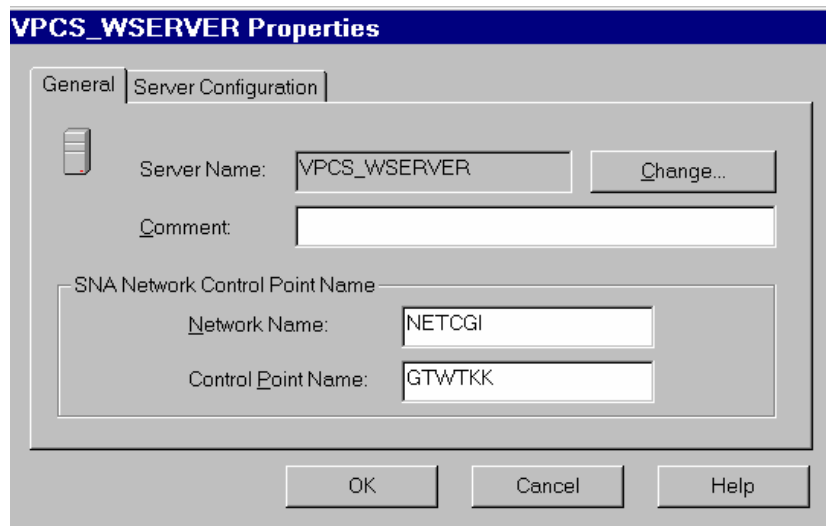 VPCS_WSERVER Properties
General Server Configuration
Server Name: VPCS_WSERVER Change...
Comment:
SNA Network Control Point Name
Network Name: NETCGI
Control Point Name: GTWTKK
OK Cancel Help